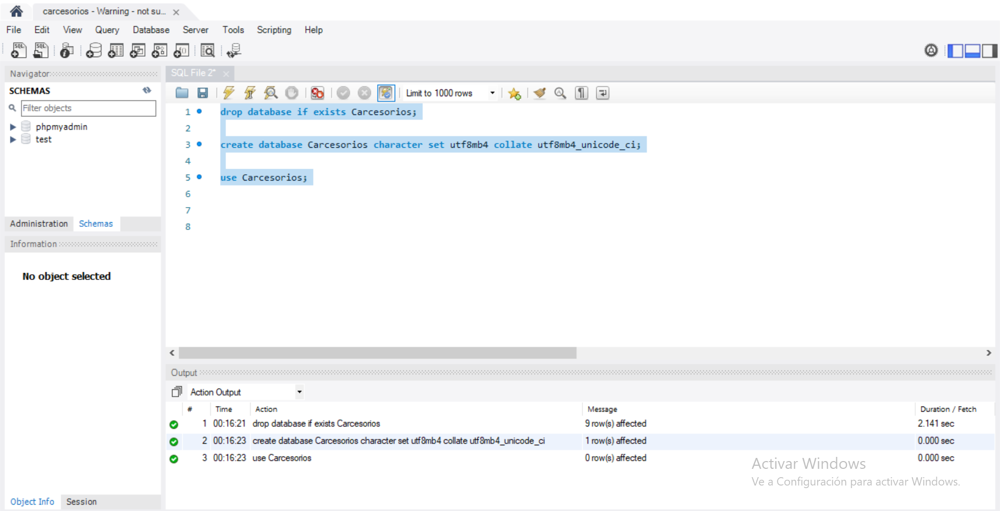 carcesorios - Warning - not su...
File Edit View Query Database Server Tools Scripting Help
Navigator
SQL File 2*
SCHEMAS
Limit to 1000 rows
Filter objects
phpmyadmin
test
1 drop database if exists Carcesorios;
2
3 create database Carcesorios character set utf8mb4 collate utf8mb4_unicode_ci;
4
5 use Carcesorios;
6
7
8
Administration Schemas
Information
No object selected
Output
Action Output
# Time Action Message Duration / Fetch
1 00:16:21 drop database if exists Carcesorios 9 row(s) affected 2.141 sec
2 00:16:23 create database Carcesorios character set utf8mb4 collate utf8mb4_unicode_ci 1 row(s) affected 0.000 sec
3 00:16:23 use Carcesorios 0 row(s) affected 0.000 sec
Activar Windows
Ve a Configuración para activar Windows.
Object Info Session